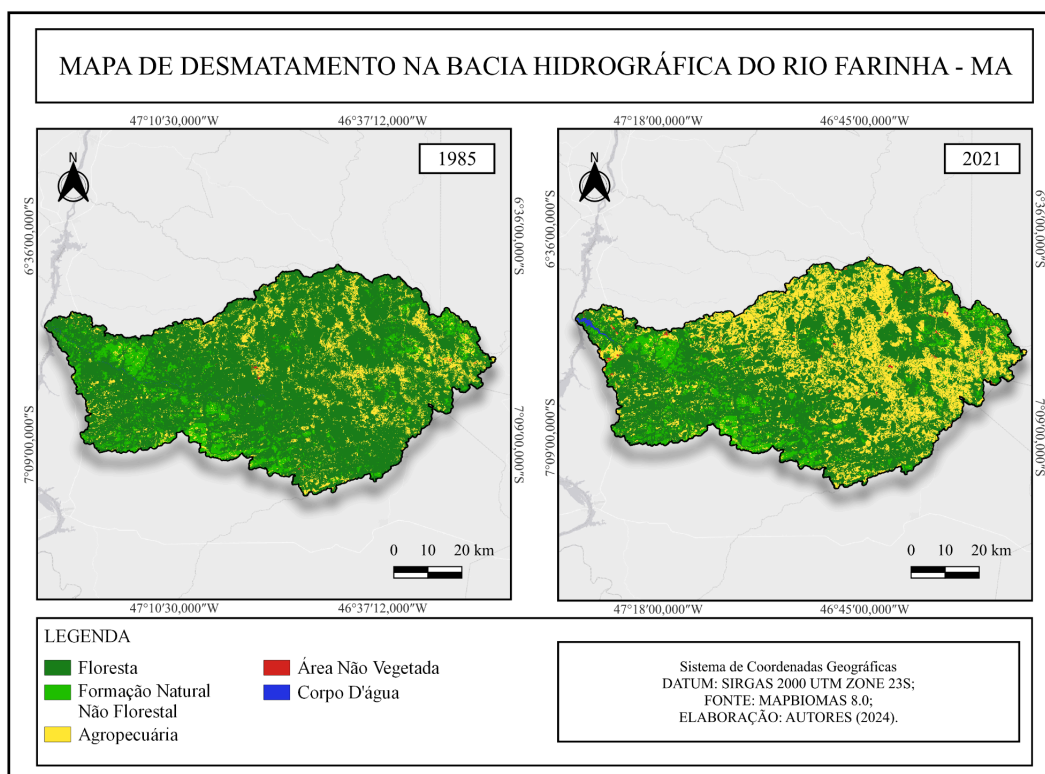 MAPA DE DESMATAMENTO NA BACIA HIDROGRÁFICA DO RIO FARINHA - MA
47°10'30,000"W
46°37'12,000"W
47°18'00,000"W
46°45'00,000"W
N
1985
N
2021
6°36'00,000"S
6°36'00,000"S
6°36'00,000"S
6°36'00,000"S
7°09'00,000"S
7°09'00,000"S
7°09'00,000"S
7°09'00,000"S
0 10 20 km
0 10 20 km
47°10'30,000"W
46°37'12,000"W
47°18'00,000"W
46°45'00,000"W
LEGENDA
Floresta
Formação Natural
Não Florestal
Agropecuária
Área Não Vegetada
Corpo D'água
Sistema de Coordenadas Geográficas
DATUM: SIRGAS 2000 UTM ZONE 23S;
FONTE: MAPBIOMAS 8.0;
ELABORAÇÃO: AUTORES (2024).